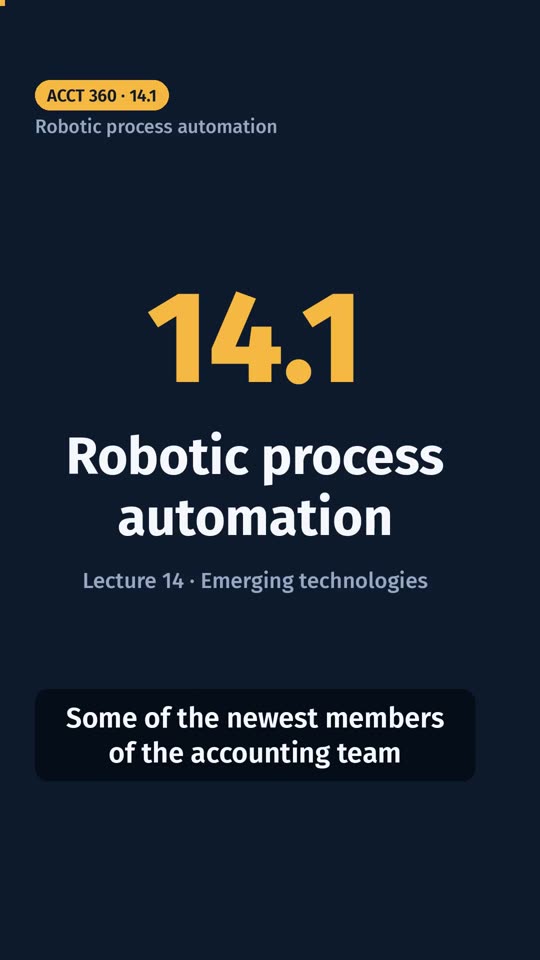 ACCT 360 · 14.1
Robotic process automation
14.1
Robotic process
automation
Lecture 14 · Emerging technologies
Some of the newest members
of the accounting team